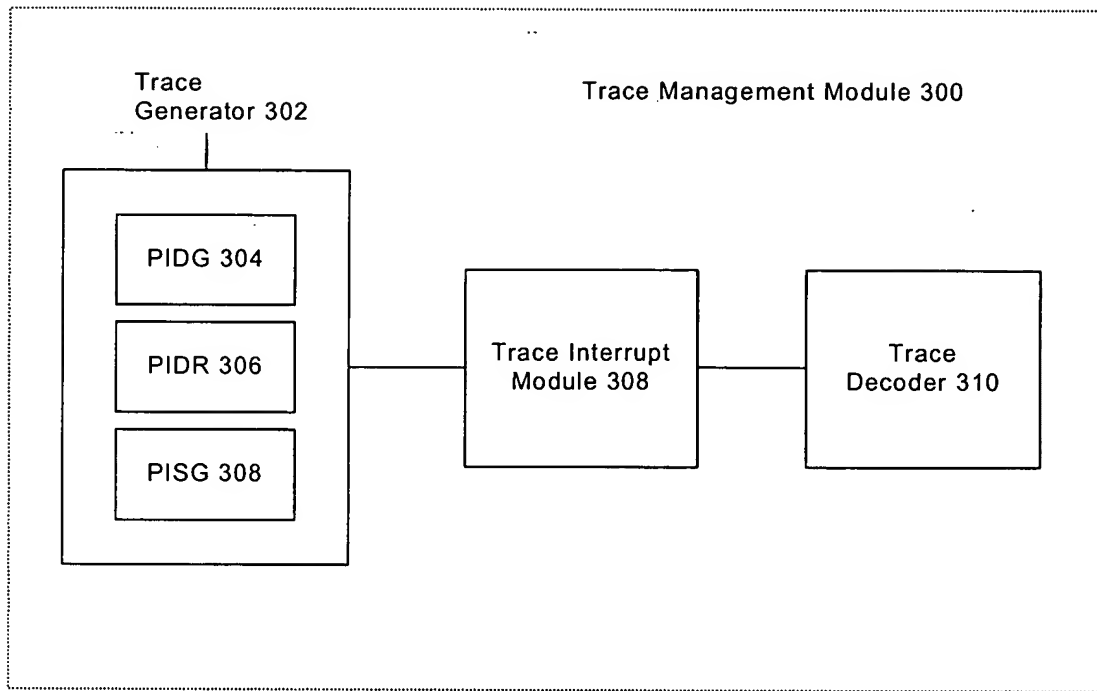 Trace
Generator 302
Trace Management Module 300
PIDG 304
PIDR 306
PISG 308
Trace Interrupt
Module 308
Trace
Decoder 310